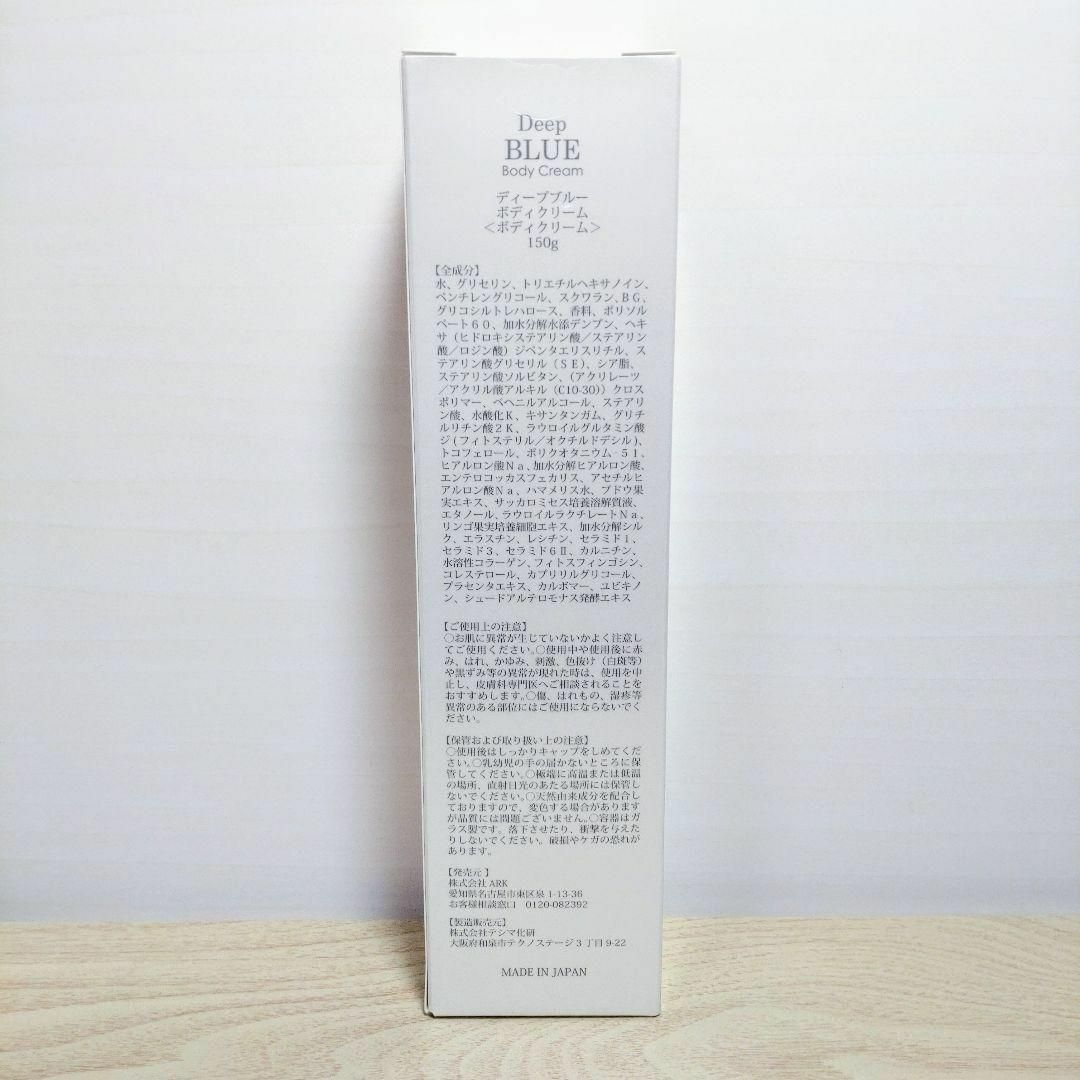 Deep
BLUE
Body Cream
ディープブルー
ボディクリーム
＜ボディクリーム＞
150g
【全成分】
水、グリセリン、トリエチルヘキサノイン、
ペンチレングリコール、スクワラン、BG、
グリコシルトレハロース、香料、ポリソル
ベート６０、加水分解水添デンプン、ヘキ
サ（ヒドロキシステアリン酸／ステアリン
酸／ロジン酸）ジペンタエリスリチル、ス
テアリン酸グリセリル（ＳＥ）、シア脂、
ステアリン酸ソルビタン、（アクリレーツ
／アクリル酸アルキル（C10-30））クロス
ポリマー、ベヘニルアルコール、ステアリ
ン酸、水酸化Ｋ、キサンタンガム、グリチ
ルリチン酸２Ｋ、ラウロイルグルタミン酸
ジ（フィトステリル／オクチルドデシル）、
トコフェロール、ポリクオタニウム‐５１、
ヒアルロン酸Ｎａ、加水分解ヒアルロン酸、
エンテロコッカスフェカリス、アセチルヒ
アルロン酸Ｎａ、ハマメリス水、ブドウ果
実エキス、サッカロミセス培養溶解質液、
エタノール、ラウロイルラクチレートＮａ、
リンゴ果実培養細胞エキス、加水分解シル
ク、エラスチン、レシチン、セラミド１、
セラミド３、セラミド６Ⅱ、カルニチン、
水溶性コラーゲン、フィトスフィンゴシン、
コレステロール、カプリリルグリコール、
プラセンタエキス、カルボマー、ユビキノ
ン、シュードアルテロモナス発酵エキス
【ご使用上の注意】
○お肌に異常が生じていないかよく注意し
てご使用ください。○使用中や使用後に赤
み、はれ、かゆみ、刺激、色抜け（白斑等）
や黒ずみ等の異常が現れた時は、使用を中
止し、皮膚科専門医へご相談されることを
おすすめします。○傷、はれもの、湿疹等
異常のある部位にはご使用にならないでく
ださい。
【保管および取り扱い上の注意】
○使用後はしっかりキャップをしめてくだ
さい。○乳幼児の手の届かないところに保
管してください。○極端に高温または低温
の場所、直射日光のあたる場所には保管し
ないでください。○天然由来成分を配合し
ておりますので、変色する場合があります
が品質には問題ございません。○容器はガ
ラス製です。落下させたり、衝撃を与えた
りしないでください。破損やケガの恐れが
あります。
【発売元】
株式会社 ARK
愛知県名古屋市東区泉 1-13-36
お客様相談窓口　0120-082392
【製造販売元】
株式会社テシマ化研
大阪府和泉市テクノステージ 3 丁目 9-22
MADE IN JAPAN